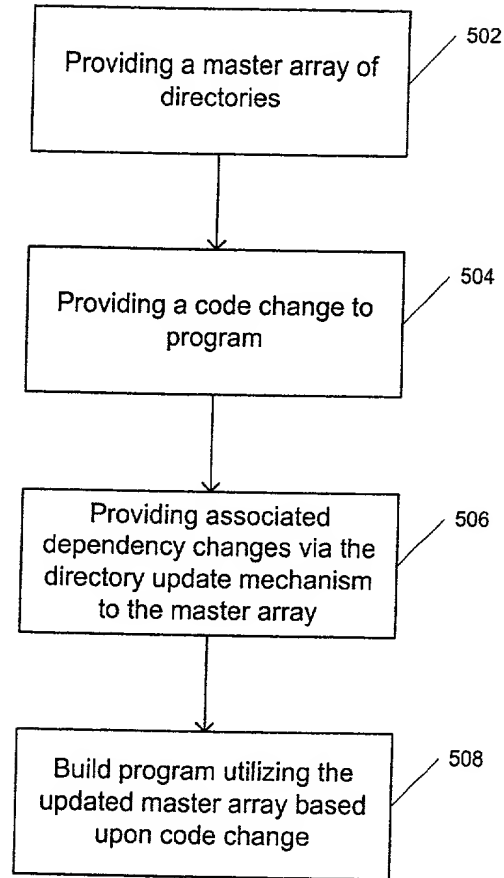 502
Providing a master array of
directories
504
Providing a code change to
program
506
Providing associated
dependency changes via the
directory update mechanism
to the master array
508
Build program utilizing the
updated master array based
upon code change